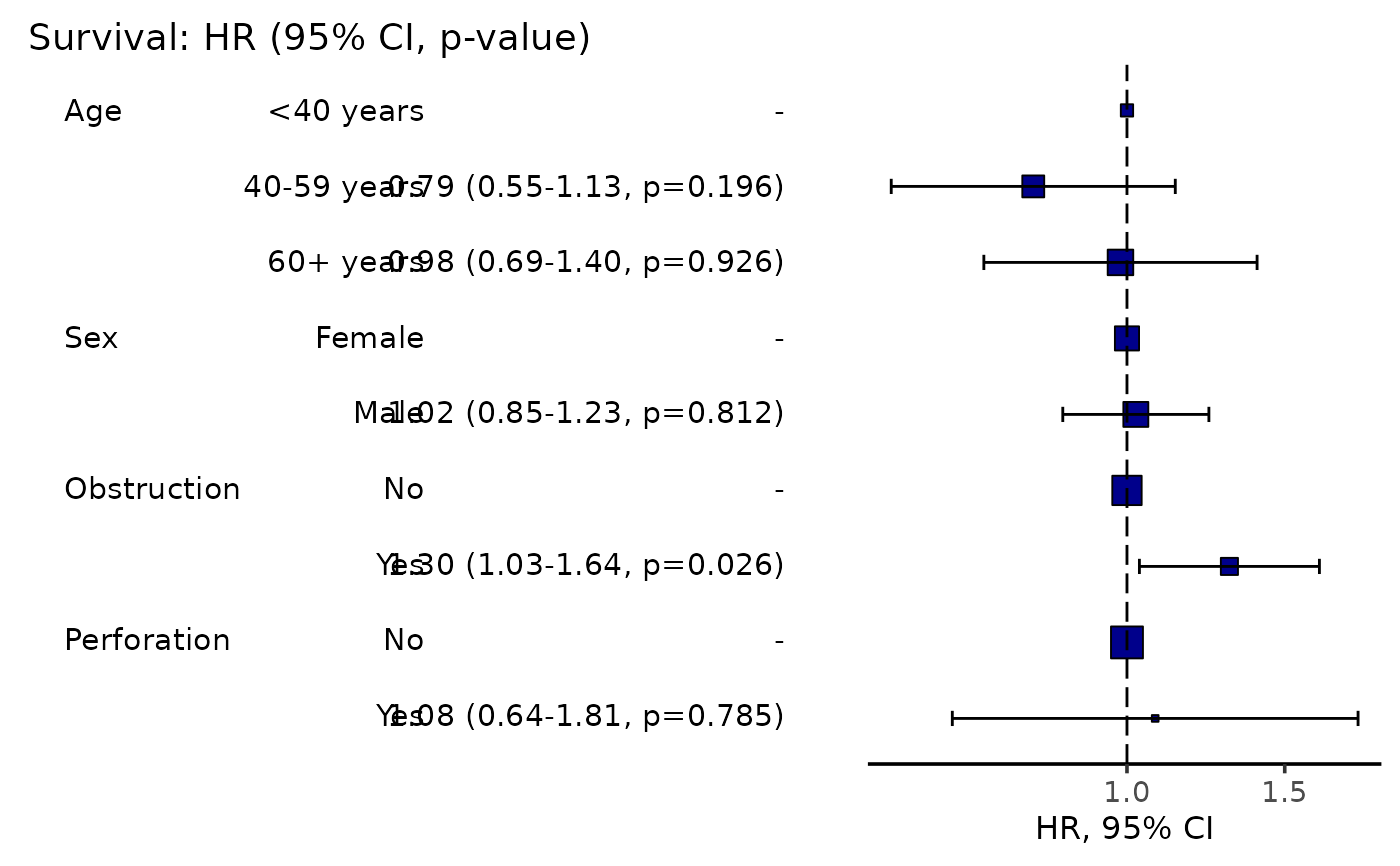 Survival: HR (95% CI, p-value)
Age <40 years -
40-59 years 0.79 (0.55-1.13, p=0.196)
60+ years 0.98 (0.69-1.40, p=0.926)
Sex Female -
Male 1.02 (0.85-1.23, p=0.812)
Obstruction No -
Yes 1.30 (1.03-1.64, p=0.026)
Perforation No -
Yes 1.08 (0.64-1.81, p=0.785)
1.0 1.5
HR, 95% CI